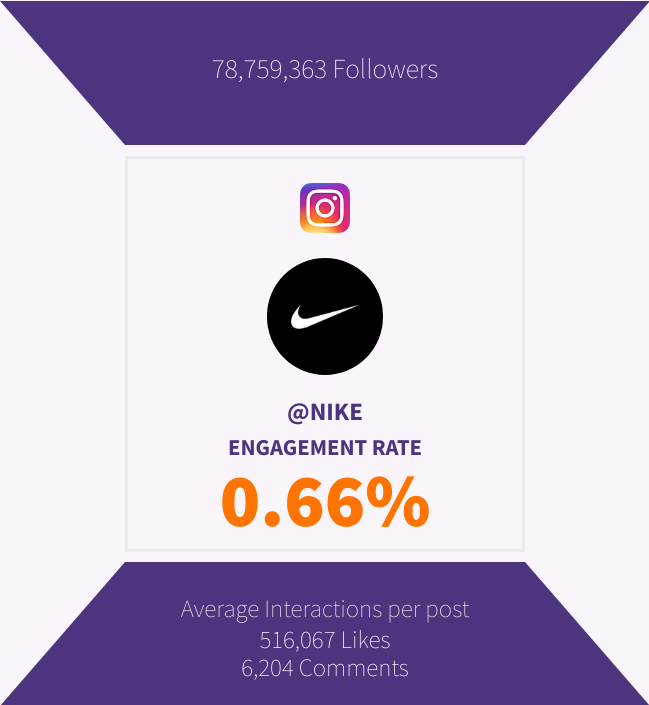 78,759,363 Followers
@NIKE
ENGAGEMENT RATE
0.66%
Average Interactions per post
516,067 Likes
6,204 Comments